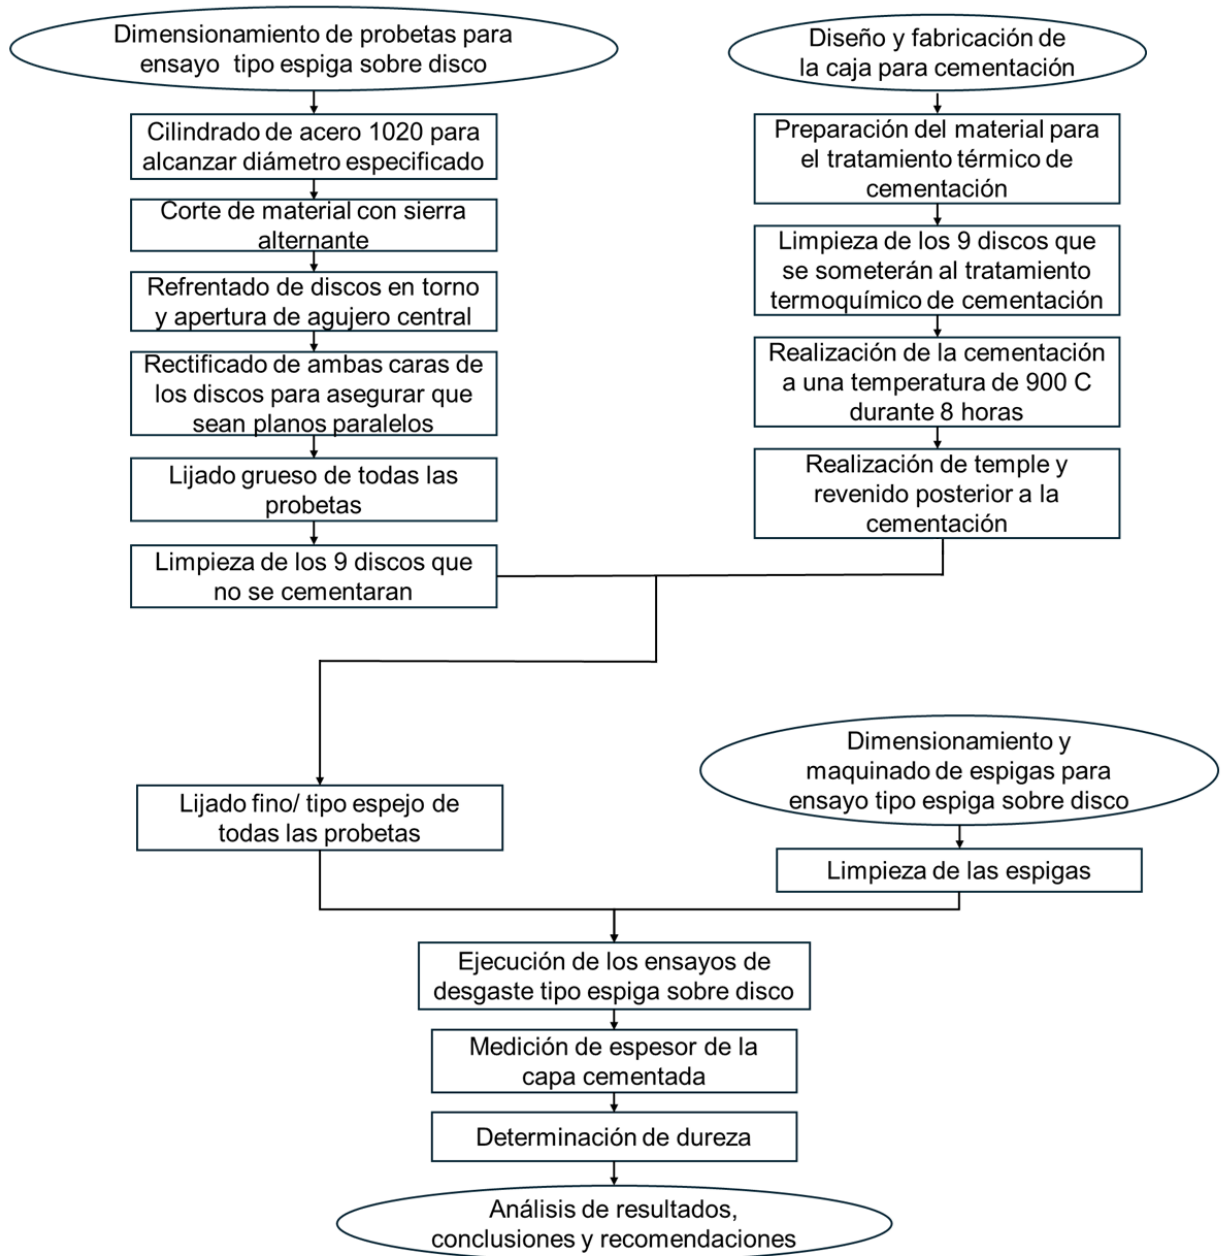 Dimensionamiento de probetas para
ensayo tipo espiga sobre disco
Cilindrado de acero 1020 para
alcanzar diámetro especificado
Corte de material con sierra
alternante
Refrentado de discos en torno
y apertura de agujero central
Rectificado de ambas caras de
los discos para asegurar que
sean planos paralelos
Lijado grueso de todas las
probetas
Limpieza de los 9 discos que
no se cementaran
Diseño y fabricación de
la caja para cementación
Preparación del material para
el tratamiento térmico de
cementación
Limpieza de los 9 discos que
se someterán al tratamiento
termoquímico de cementación
Realización de la cementación
a una temperatura de 900 C
durante 8 horas
Realización de temple y
revenido posterior a la
cementación
Lijado fino/ tipo espejo de
todas las probetas
Dimensionamiento y
maquinado de espigas para
ensayo tipo espiga sobre disco
Limpieza de las espigas
Ejecución de los ensayos de
desgaste tipo espiga sobre disco
Medición de espesor de la
capa cementada
Determinación de dureza
Análisis de resultados,
conclusiones y recomendaciones